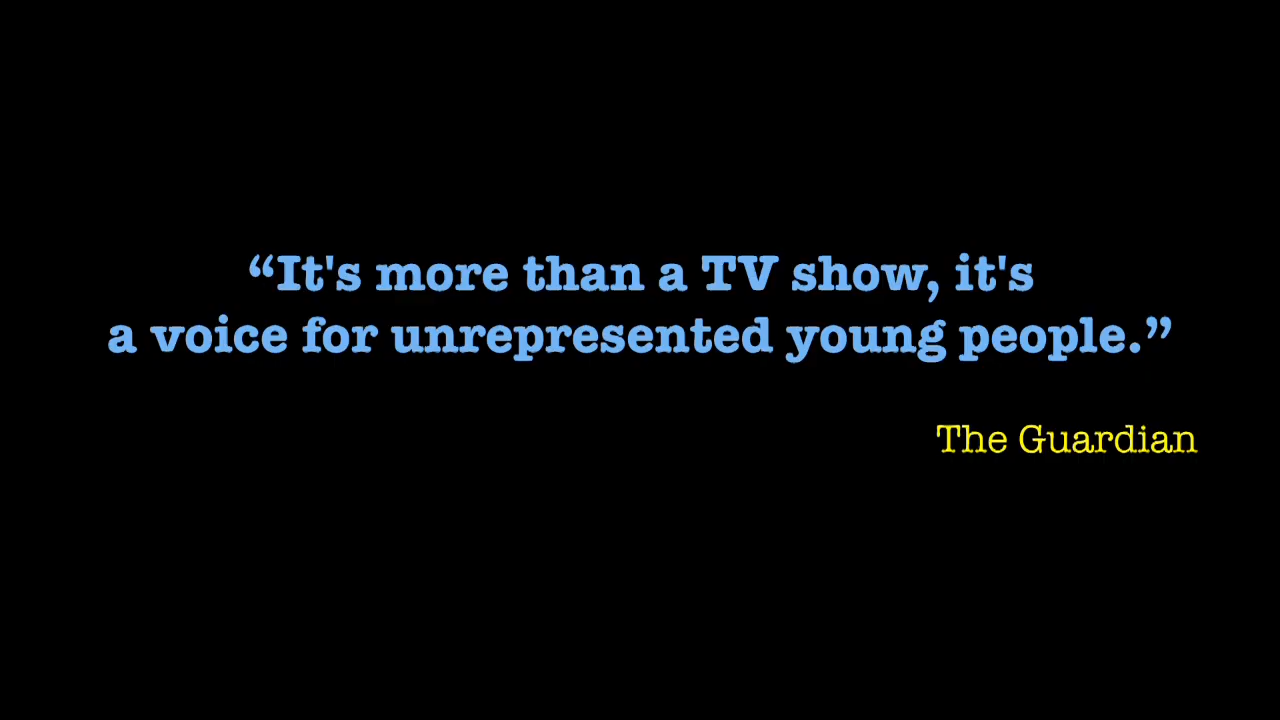 “It's more than a TV show, it's
a voice for unrepresented young people.”
The Guardian